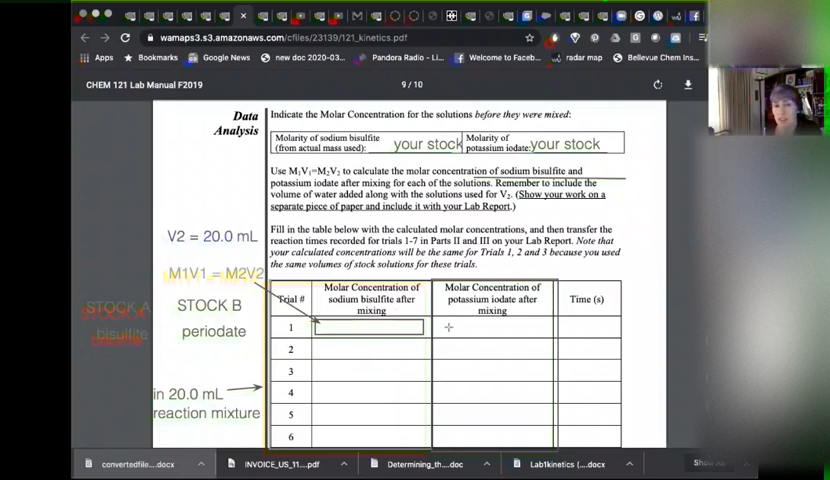 wamaps3.s3.amazonaws.com/cfiles/23139/121_kinetics.pdf
Apps
Bookmarks
Google News
new doc 2020-03...
Pandora Radio - Li...
Welcome to Faceb...
radar map
Bellevue Chem Ins...
CHEM 121 Lab Manual F2019
9 / 10
Data
Analysis
Indicate the Molar Concentration for the solutions before they were mixed:
Molarity of sodium bisulfite
(from actual mass used):
your stock
Molarity of
potassium iodate:
your stock
Use M1V1=M2V2 to calculate the molar concentration of sodium bisulfite and
potassium iodate after mixing for each of the solutions. Remember to include the
volume of water added along with the solutions used for V2. (Show your work on a
separate piece of paper and include it with your Lab Report.)
Fill in the table below with the calculated molar concentrations, and then transfer the
reaction times recorded for trials 1-7 in Parts II and III on your Lab Report. Note that
your calculated concentrations will be the same for Trials 1, 2 and 3 because you used
the same volumes of stock solutions for these trials.
V2 = 20.0 mL
M1V1 = M2V2
STOCK A
bisulfite
STOCK B
periodate
in 20.0 mL
reaction mixture
Trial #
Molar Concentration of
sodium bisulfite after
mixing
Molar Concentration of
potassium iodate after
mixing
Time (s)
1
2
3
4
5
6
convertedfile....docx
INVOICE_US_11....pdf
Determining_th....doc
Lab1kinetics (....docx
Show All